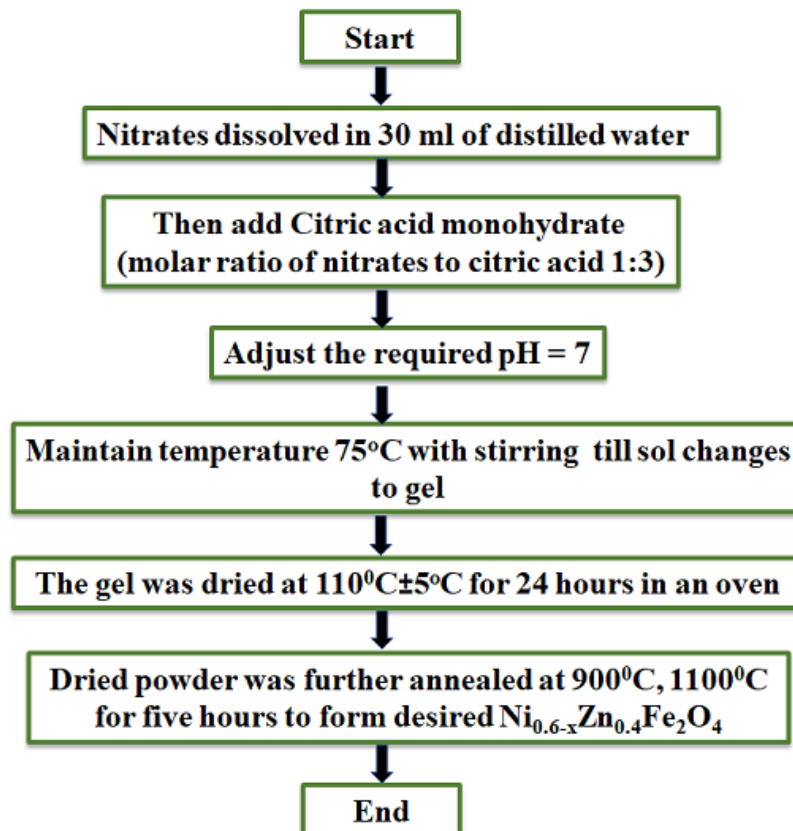 Start
Nitrates dissolved in 30 ml of distilled water
Then add Citric acid monohydrate
(molar ratio of nitrates to citric acid 1:3)
Adjust the required pH = 7
Maintain temperature 75°C with stirring till sol changes
to gel
The gel was dried at 110⁰C±5°C for 24 hours in an oven
Dried powder was further annealed at 900⁰C, 1100⁰C
for five hours to form desired Ni₀.₆₋ₓZn₀.₄Fe₂O₄
End